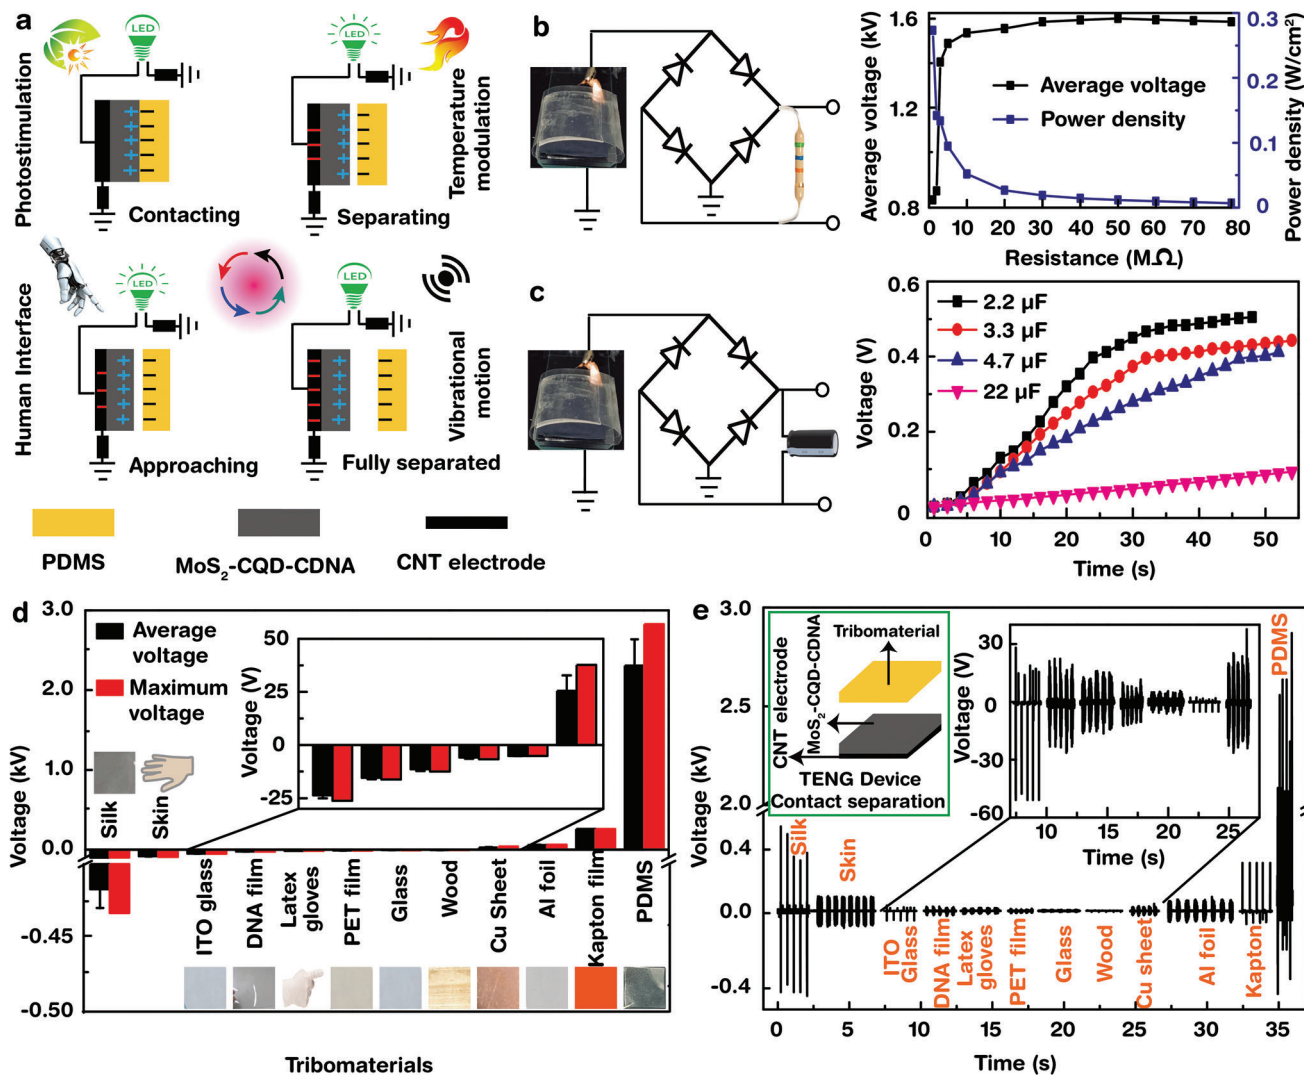 a
Photostimulation
LED
Contacting
LED
Separating
Temperature
modulation
Human Interface
LED
Approaching
LED
Fully separated
Vibrational
motion
PDMS
MoS2-CQD-CDNA
CNT electrode
b
Average voltage (kV)
1.6
1.2
0.8
Average voltage
Power density
0.3
0.2
0.1
0
Power density (W/cm²)
0 10 20 30 40 50 60 70 80
Resistance (MΩ)
c
Voltage (V)
0.6
0.4
0.2
0
2.2 µF
3.3 µF
4.7 µF
22 µF
0 10 20 30 40 50
Time (s)
d
Voltage (kV)
3.0
2.0
1.0
0.0
-0.45
-0.50
Average
voltage
Maximum
voltage
Silk
Skin
Voltage (V)
50
25
0
-25
ITO glass
DNA film
Latex
gloves
PET film
Glass
Wood
Cu Sheet
Al foil
Kapton film
PDMS
Tribomaterials
e
Voltage (kV)
3.0
2.5
2.0
0.4
0.0
-0.4
CNT electrode
MoS2-CQD-CDNA
Tribomaterial
TENG Device
Contact separation
Voltage (V)
30
0
-30
-60
10 15 20 25
Time (s)
Silk
Skin
ITO
Glass
DNA film
Latex
gloves
PET film
Glass
Wood
Cu sheet
Al foil
Kapton
PDMS
0 5 10 15 20 25 30 35
Time (s)